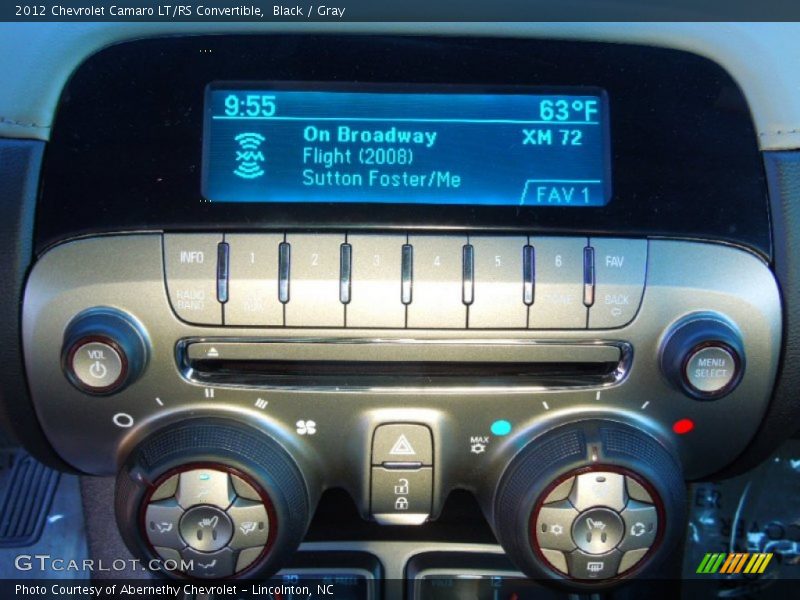 2012 Chevrolet Camaro LT/RS Convertible, Black / Gray
9:55
63°F
On Broadway
XM 72
XM
Flight (2008)
Sutton Foster/Me
FAV 1
INFO
1
2
3
4
5
6
FAV
RADIO
BAND
TONE
BACK
VOL
MENU
SELECT
MAX
GTCARLOT.COM
Photo Courtesy of Abernethy Chevrolet - Lincolnton, NC